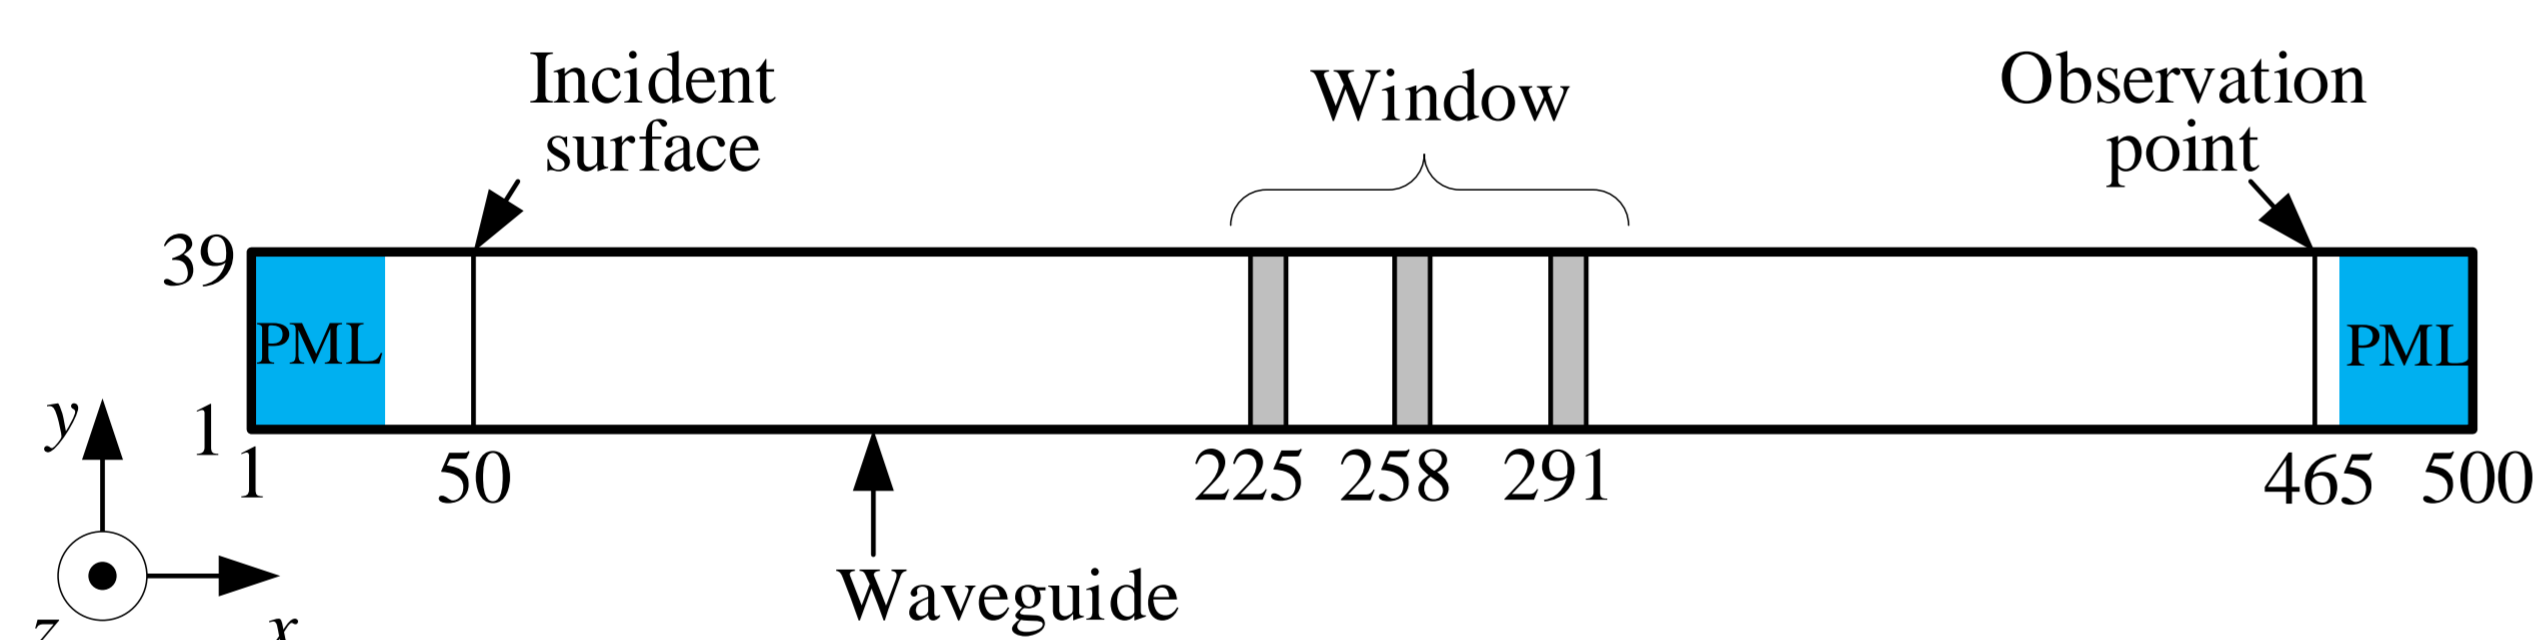 Incident
surface
Window
Observation
point
39
PML
PML
1
1
50
225
258
291
465
500
y
Waveguide
z
x